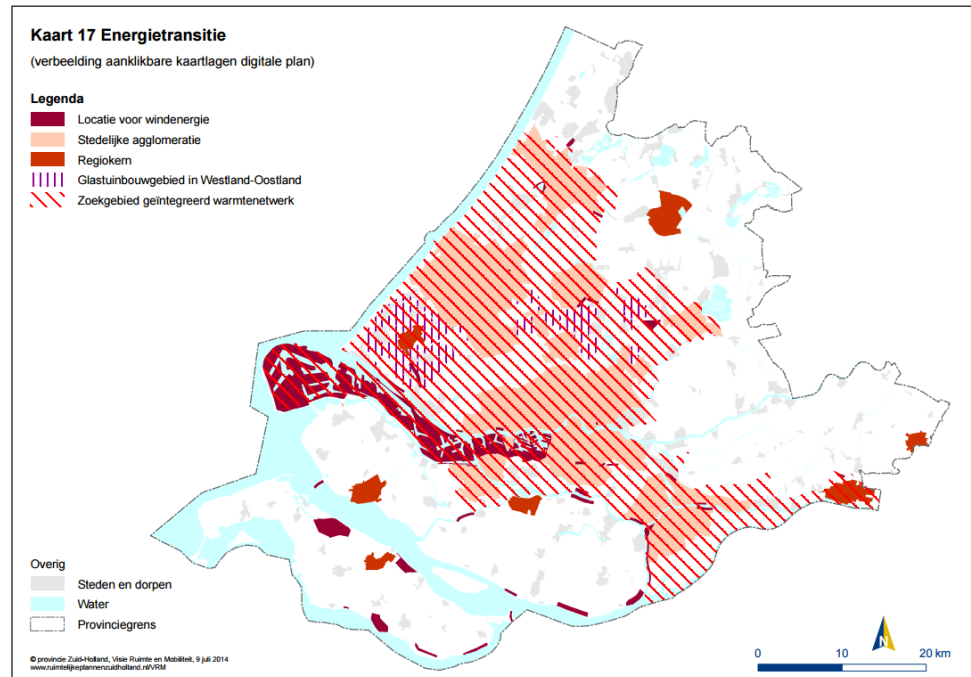 Kaart 17 Energietransitie
(verbeelding aanklikbare kaartlagen digitale plan)
Legenda
Locatie voor windenergie
Stedelijke agglomeratie
Regiokern
Glastuinbouwgebied in Westland-Oostland
Zoekgebied geïntegreerd warmtenetwerk
Overig
Steden en dorpen
Water
Provinciegrens
© provincie Zuid-Holland, Visie Ruimte en Mobiliteit, 9 juli 2014
www.ruimtelijkeplannenzuidholland.nl/VRM
N
0 10 20 km